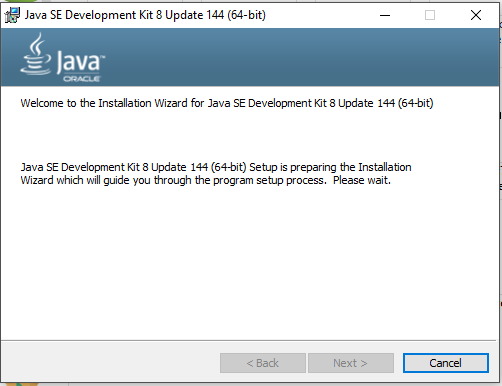 Java SE Development Kit 8 Update 144 (64-bit)
Java™
ORACLE
Welcome to the Installation Wizard for Java SE Development Kit 8 Update 144 (64-bit)
Java SE Development Kit 8 Update 144 (64-bit) Setup is preparing the Installation
Wizard which will guide you through the program setup process.  Please wait.
< Back
Next >
Cancel